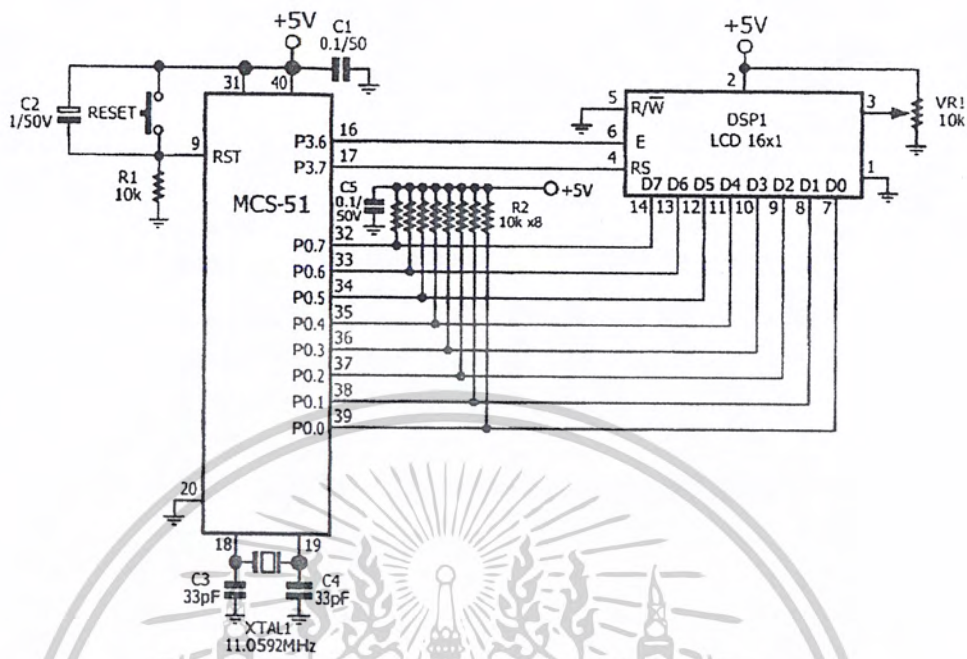 +5V
C1
0.1/50
31
40
C2
1/50V
RESET
9
RST
R1
10k
MCS-51
P3.6
16
P3.7
17
C5
0.1/
50V
+5V
R2
10k x8
32
P0.7
33
P0.6
34
P0.5
35
P0.4
36
P0.3
37
P0.2
38
P0.1
39
P0.0
20
18
19
C3
33pF
C4
33pF
XTAL1
11.0592MHz
+5V
2
5
R/W̅
6
E
4
RS
DSP1
LCD 16x1
3
VR1
10k
1
D7 D6 D5 D4 D3 D2 D1 D0
14 13 12 11 10 9 8 7